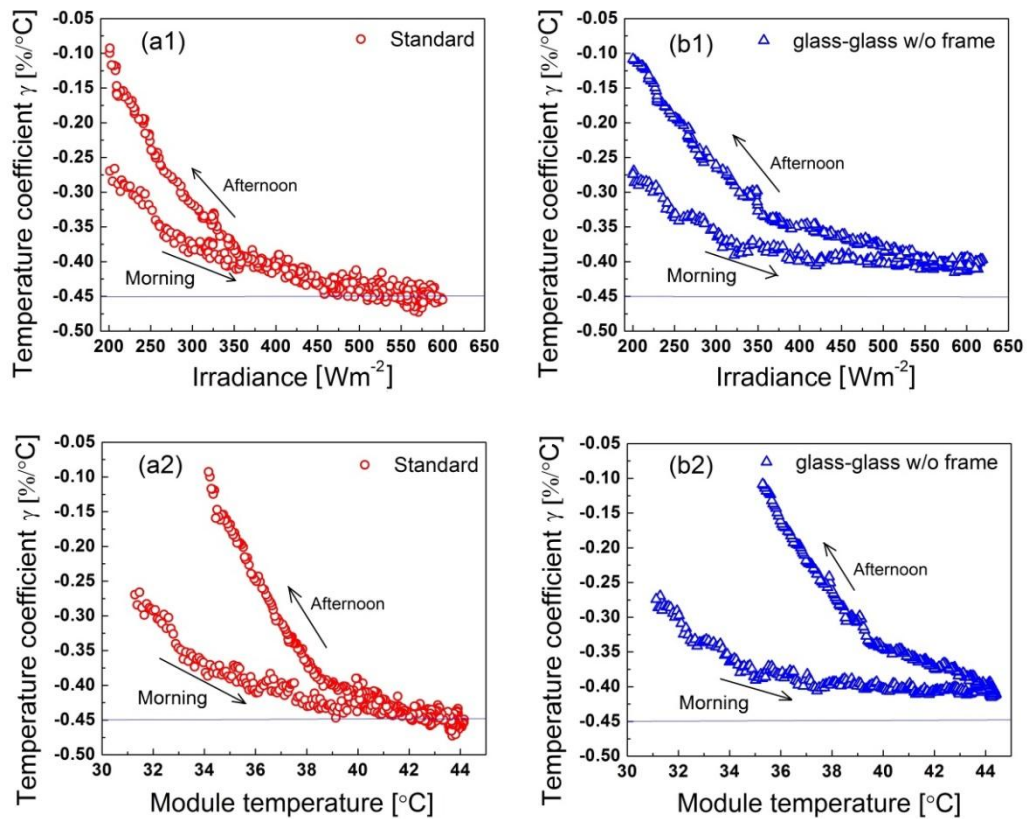 Temperature coefficient γ [%/°C]
-0.05
-0.10
-0.15
-0.20
-0.25
-0.30
-0.35
-0.40
-0.45
-0.50
(a1)
Standard
Afternoon
Morning
200 250 300 350 400 450 500 550 600 650
Irradiance [Wm-2]
Temperature coefficient γ [%/°C]
-0.05
-0.10
-0.15
-0.20
-0.25
-0.30
-0.35
-0.40
-0.45
-0.50
(b1)
glass-glass w/o frame
Afternoon
Morning
200 250 300 350 400 450 500 550 600 650
Irradiance [Wm-2]
Temperature coefficient γ [%/°C]
-0.05
-0.10
-0.15
-0.20
-0.25
-0.30
-0.35
-0.40
-0.45
-0.50
(a2)
Standard
Afternoon
Morning
30 32 34 36 38 40 42 44
Module temperature [°C]
Temperature coefficient γ [%/°C]
-0.05
-0.10
-0.15
-0.20
-0.25
-0.30
-0.35
-0.40
-0.45
-0.50
(b2)
glass-glass w/o frame
Afternoon
Morning
30 32 34 36 38 40 42 44
Module temperature [°C]